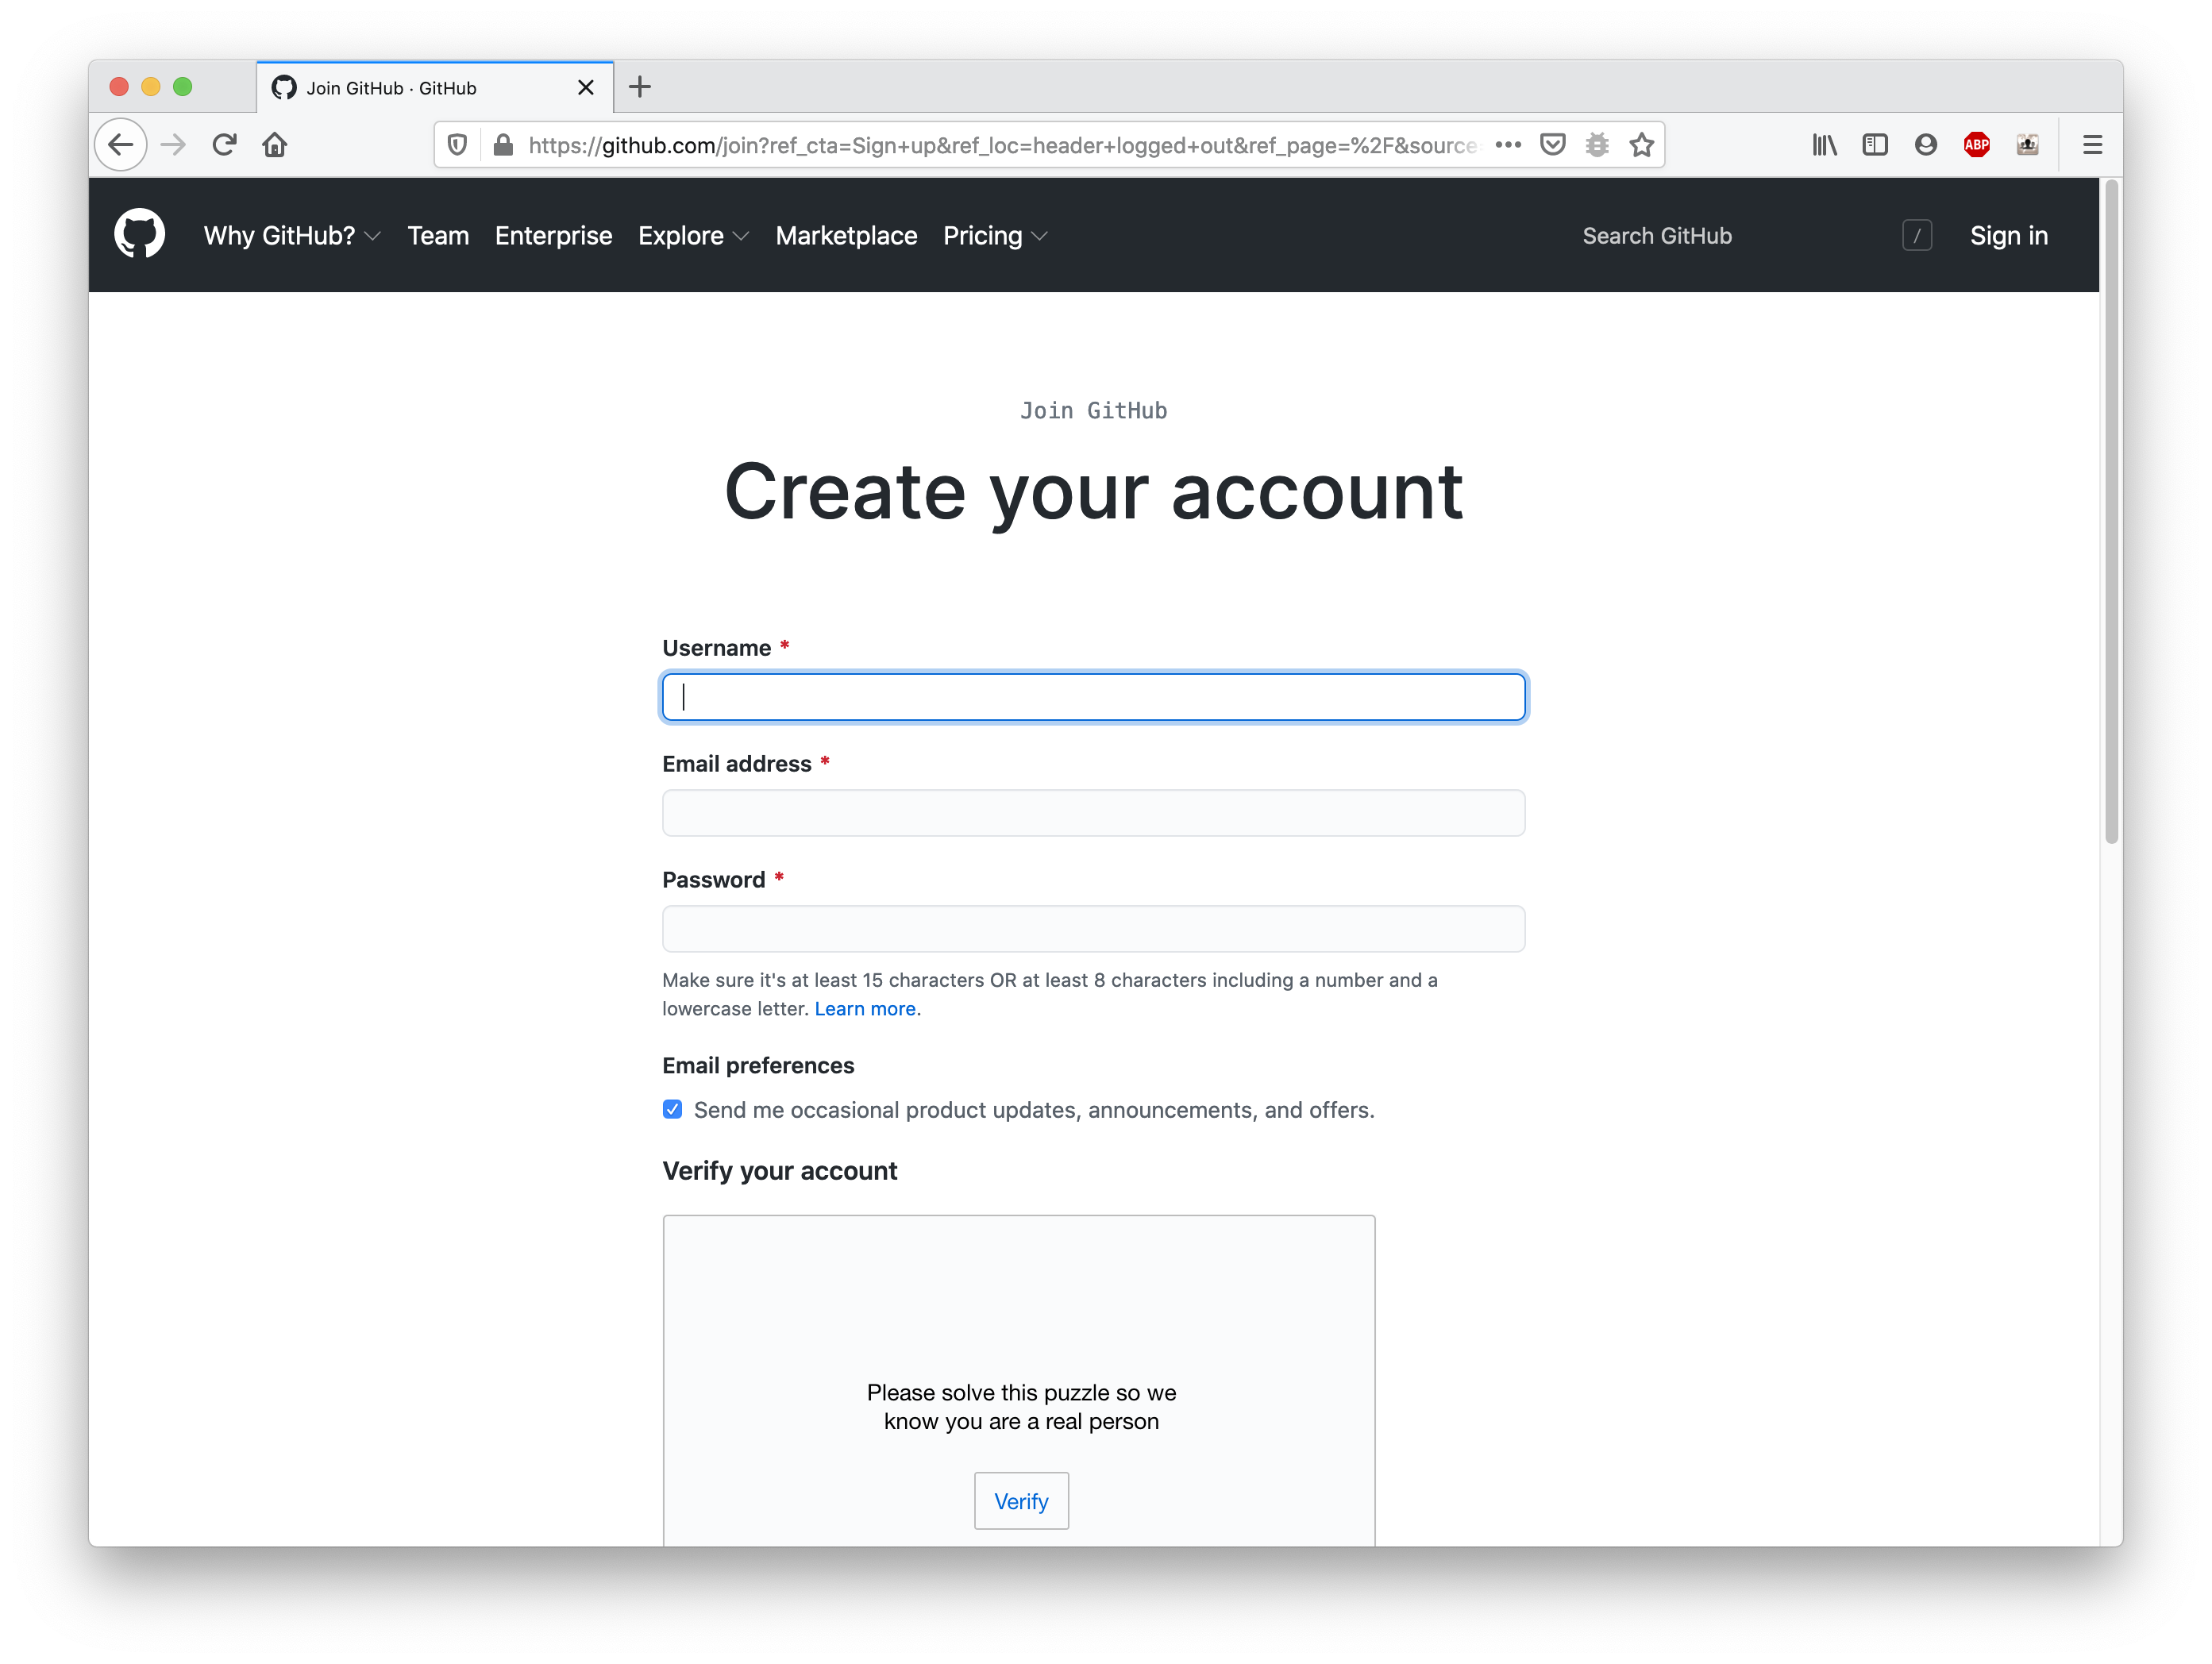 Join GitHub · GitHub
https://github.com/join?ref_cta=Sign+up&ref_loc=header+logged+out&ref_page=%2F&source
ABP
Why GitHub? Team Enterprise Explore Marketplace Pricing Search GitHub / Sign in
Join GitHub
Create your account
Username *
Email address *
Password *
Make sure it's at least 15 characters OR at least 8 characters including a number and a
lowercase letter. Learn more.
Email preferences
Send me occasional product updates, announcements, and offers.
Verify your account
Please solve this puzzle so we
know you are a real person
Verify